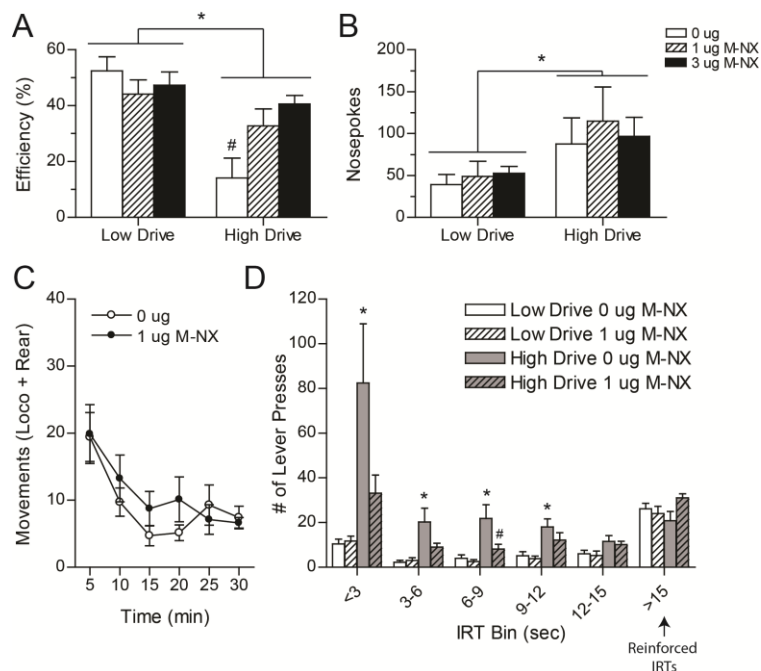 A
*
60
40
20
0
Efficiency (%)
#
Low Drive
High Drive
B
*
200
150
100
50
0
Nosepokes
Low Drive
High Drive
0 ug
1 ug M-NX
3 ug M-NX
C
40
30
20
10
0
Movements (Loco + Rear)
0 ug
1 ug M-NX
5 10 15 20 25 30
Time (min)
D
120
100
80
60
40
20
0
# of Lever Presses
Low Drive 0 ug M-NX
Low Drive 1 ug M-NX
High Drive 0 ug M-NX
High Drive 1 ug M-NX
*
*
*
#
*
<3 3-6 6-9 9-12 12-15 >15
IRT Bin (sec)
Reinforced
IRTs